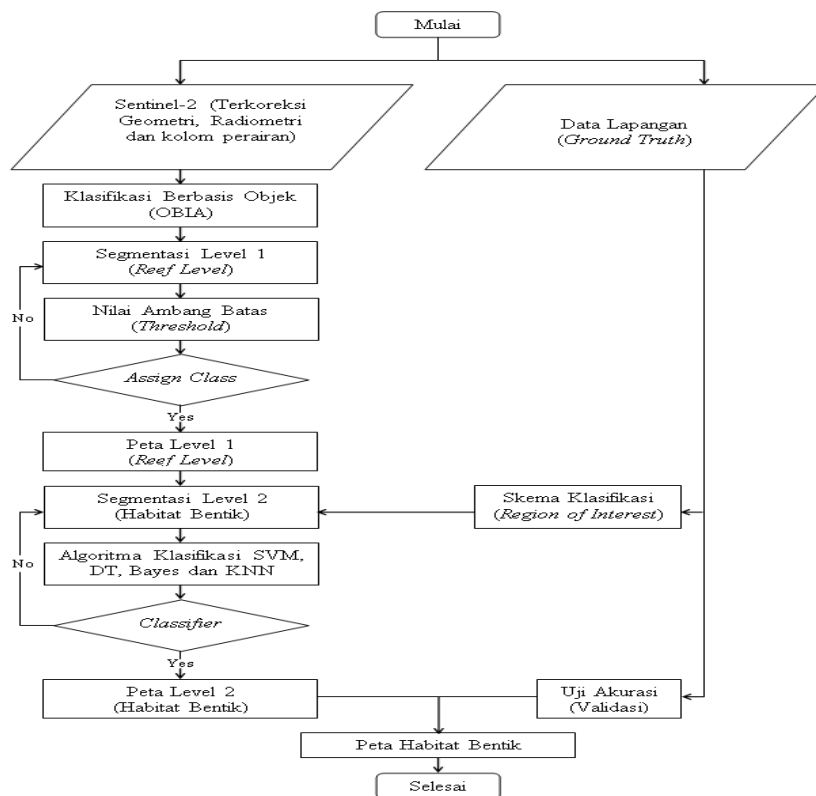 Mulai
Sentinel-2 (Terkoreksi
Geometri, Radiometri
dan kolom perairan)
Data Lapangan
(Ground Truth)
Klasifikasi Berbasis Objek
(OBIA)
Segmentasi Level 1
(Reef Level)
No
Nilai Ambang Batas
(Threshold)
Assign Class
Yes
Peta Level 1
(Reef Level)
Segmentasi Level 2
(Habitat Bentik)
Skema Klasifikasi
(Region of Interest)
No
Algoritma Klasifikasi SVM,
DT, Bayes dan KNN
Classifier
Yes
Peta Level 2
(Habitat Bentik)
Uji Akurasi
(Validasi)
Peta Habitat Bentik
Selesai